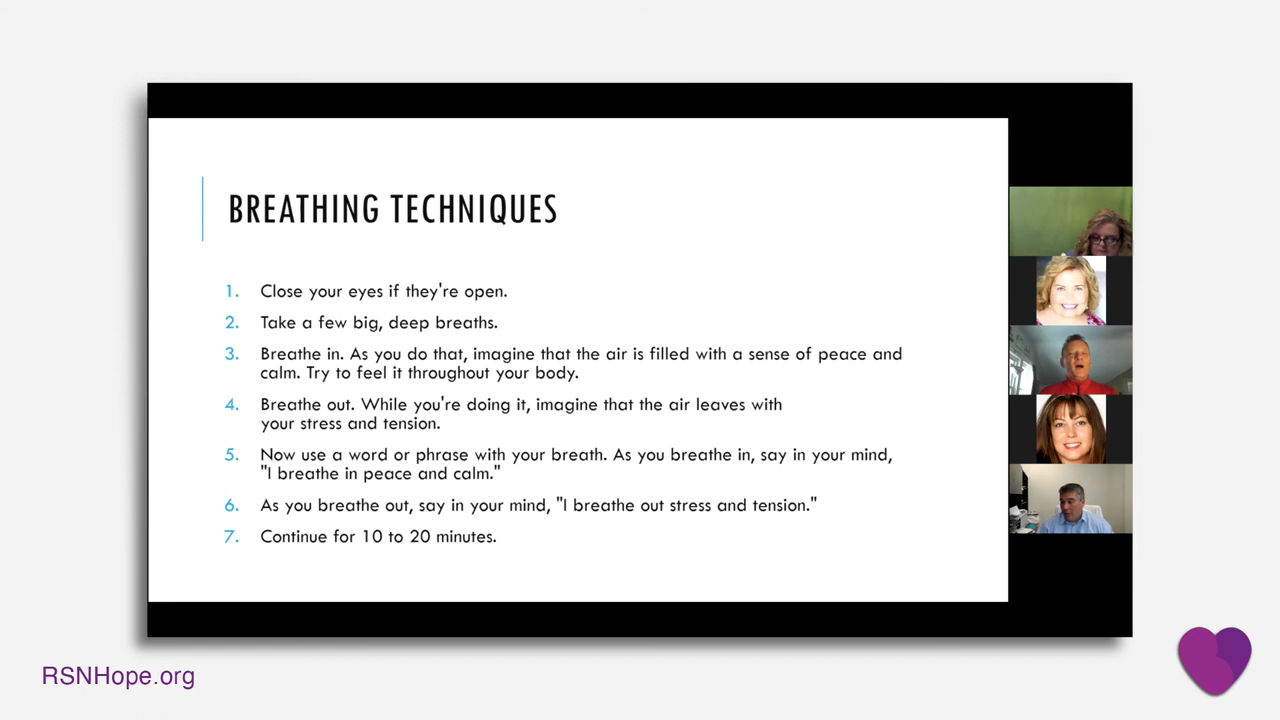 BREATHING TECHNIQUES
1. Close your eyes if they're open.
2. Take a few big, deep breaths.
3. Breathe in. As you do that, imagine that the air is filled with a sense of peace and
calm. Try to feel it throughout your body.
4. Breathe out. While you're doing it, imagine that the air leaves with
your stress and tension.
5. Now use a word or phrase with your breath. As you breathe in, say in your mind,
"I breathe in peace and calm."
6. As you breathe out, say in your mind, "I breathe out stress and tension."
7. Continue for 10 to 20 minutes.
RSNHope.org